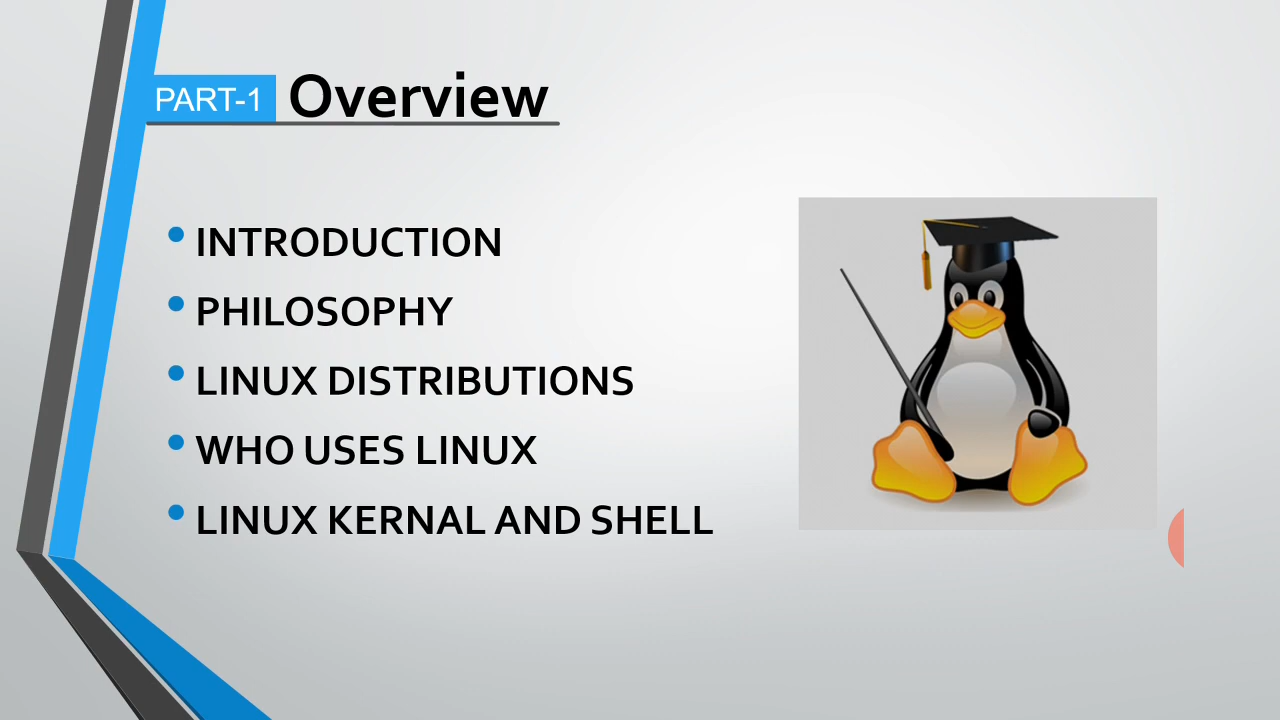 PART-1 Overview
INTRODUCTION
PHILOSOPHY
LINUX DISTRIBUTIONS
WHO USES LINUX
LINUX KERNAL AND SHELL